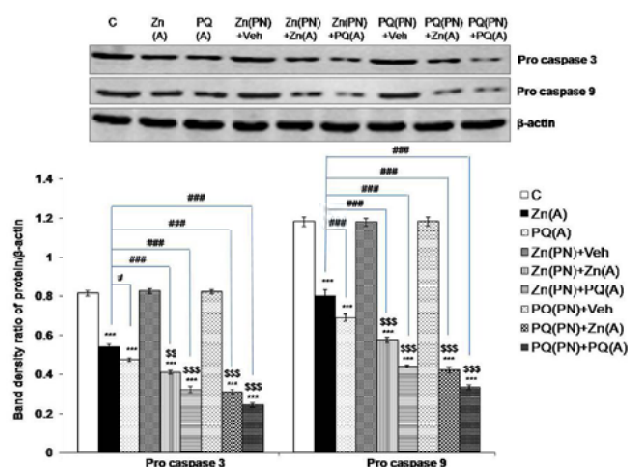 C Zn PQ Zn(PN) Zn(PN) Zn(PN) PQ(PN) PQ(PN) PQ(PN)
(A) (A) +Veh +Zn(A) +PQ(A) +Veh +Zn(A) +PQ(A)
Pro caspase 3
Pro caspase 9
β-actin
Band density ratio of protein/β-actin
1.4
1.2
1
0.8
0.6
0.4
0.2
0
###
###
###
###
#
***
***
$$
***
$$$
***
$$$
***
$$$
***
###
###
###
###
###
***
***
$$$
***
$$$
***
$$$
***
$$$
***
Pro caspase 3
Pro caspase 9
C
Zn(A)
PQ(A)
Zn(PN)+Veh
Zn(PN)+Zn(A)
Zn(PN)+PQ(A)
PQ(PN)+Veh
PQ(PN)+Zn(A)
PQ(PN)+PQ(A)